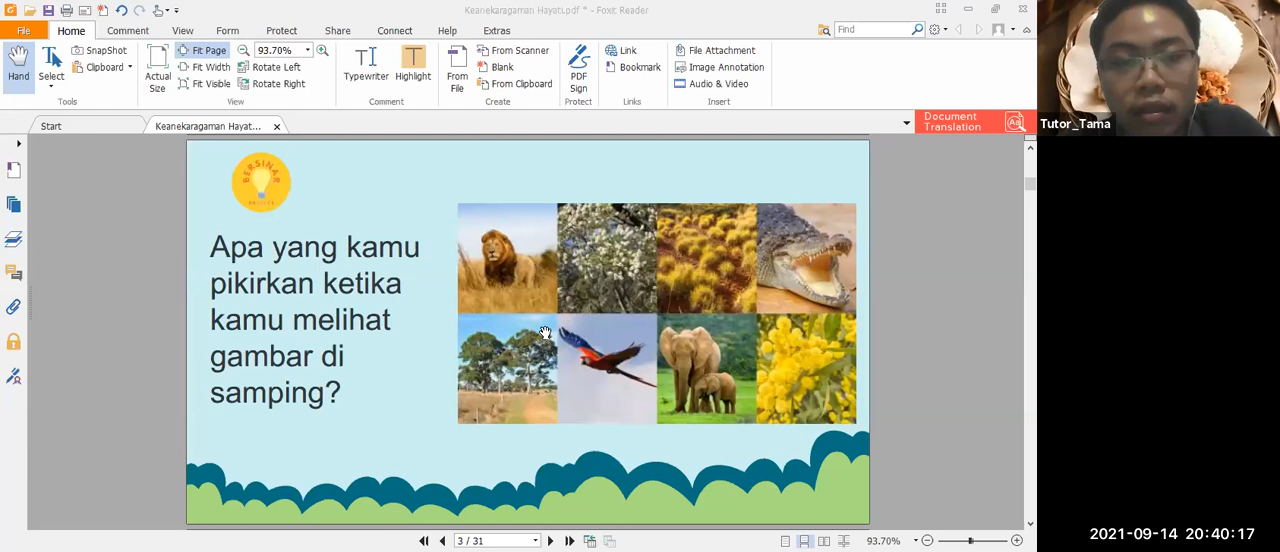 Keanekaragaman Hayati.pdf * - Foxit Reader
File Home Comment View Form Protect Share Connect Help Extras
Find
Hand
Select
SnapShot
Clipboard
Tools
Actual Size
Fit Page
Fit Width
Fit Visible
93.70%
Rotate Left
Rotate Right
View
Typewriter
Highlight
Comment
From File
From Scanner
Blank
From Clipboard
Create
PDF Sign
Protect
Link
Bookmark
Links
File Attachment
Image Annotation
Audio & Video
Insert
Start
Keanekaragaman Hayat...
Document
Translation
Tutor_Tama
BERSINAR
Apa yang kamu
pikirkan ketika
kamu melihat
gambar di
samping?
3 / 31
93.70%
2021-09-14 20:40:17